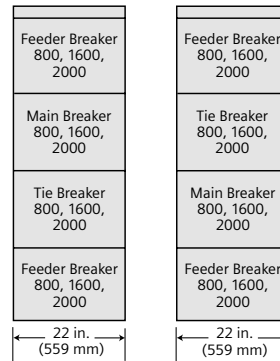 Feeder Breaker
800, 1600,
2000
Main Breaker
800, 1600,
2000
Tie Breaker
800, 1600,
2000
Feeder Breaker
800, 1600,
2000
22 in.
(559 mm)
Feeder Breaker
800, 1600,
2000
Tie Breaker
800, 1600,
2000
Main Breaker
800, 1600,
2000
Feeder Breaker
800, 1600,
2000
22 in.
(559 mm)